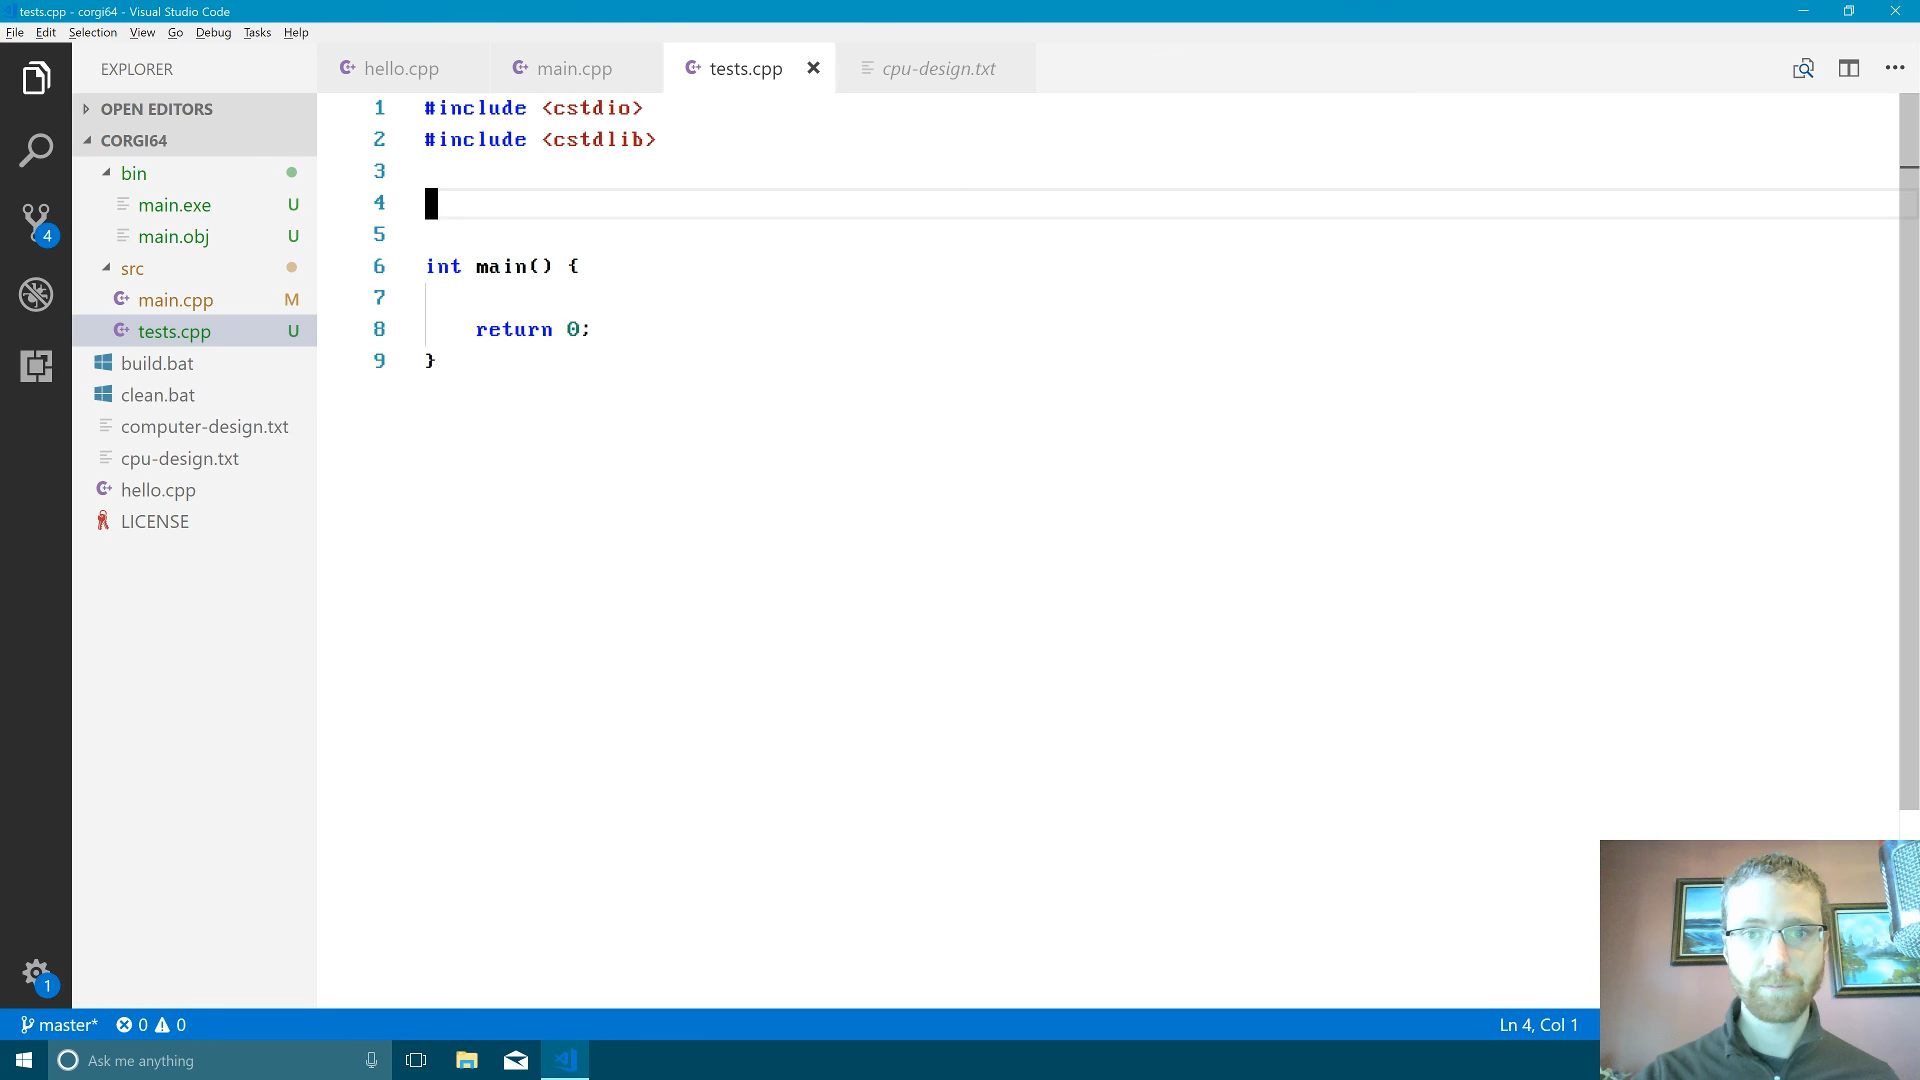 tests.cpp - corgi64 - Visual Studio Code
File Edit Selection View Go Debug Tasks Help
EXPLORER
hello.cpp
main.cpp
tests.cpp
cpu-design.txt
OPEN EDITORS
CORGI64
bin
main.exe U
main.obj U
src
main.cpp M
tests.cpp U
build.bat
clean.bat
computer-design.txt
cpu-design.txt
hello.cpp
LICENSE
4
1
1 #include <cstdio>
2 #include <cstdlib>
3
4
5
6 int main() {
7
8 return 0;
9 }
master* 0 0
Ln 4, Col 1
Ask me anything